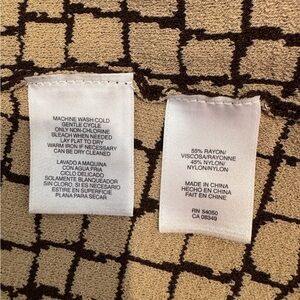 MACHINE WASH COLD
GENTLE CYCLE
ONLY NON-CHLORINE
BLEACH WHEN NEEDED
LAY FLAT TO DRY
WARM IRON IF NECESSARY
CAN BE DRY CLEANED
LAVADO A MAQUINA
CON AGUA FRIA
CICLO DELICADO
SOLAMENTE BLANQUEADOR
SIN CLORO, SI ES NECESARIO
EN SUPERFICIE
PLANA PARA SECAR
55% RAYON/
VISCOSA/RAYONNE
45% NYLON/
NYLON/NYLON
MADE IN CHINA
HECHO EN CHINA
FAIT EN CHINE
RN 54050
CA 08349